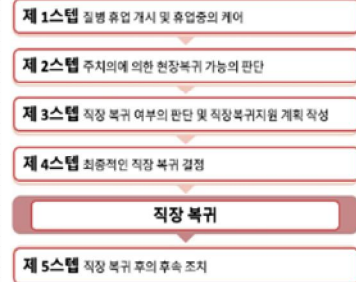 제 1스텝 질병 휴업 개시 및 휴업중의 케어
제 2스텝 주치의에 의한 현장복귀 가능의 판단
제 3스텝 직장 복귀 여부의 판단 및 직장복귀지원 계획 작성
제 4스텝 최종적인 직장 복귀 결정
직장 복귀
제 5스텝 직장 복귀 후의 후속 조치